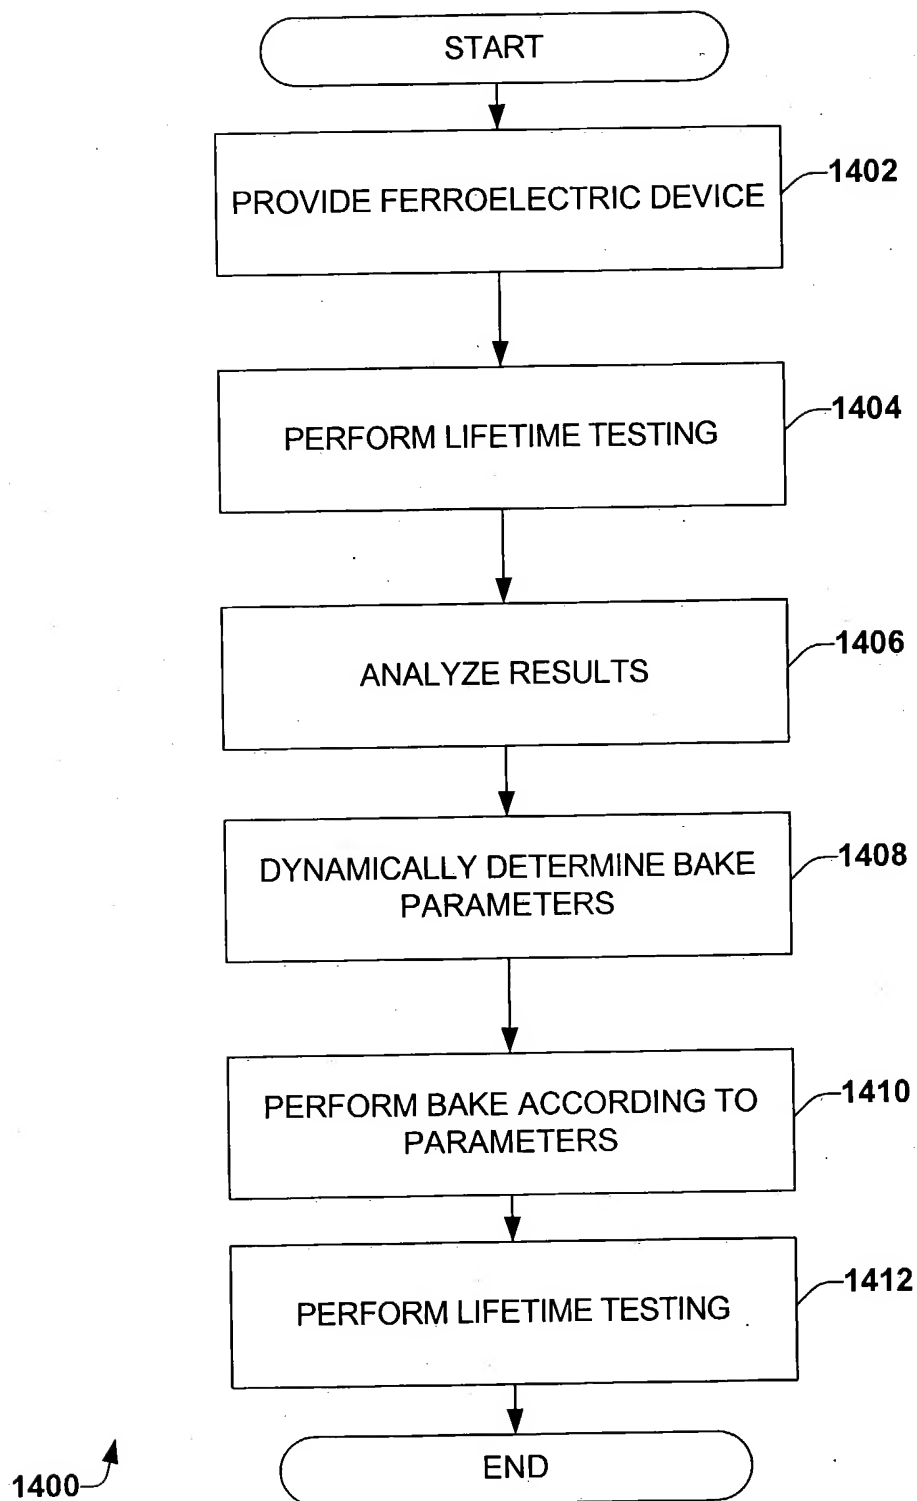 START
1402
PROVIDE FERROELECTRIC DEVICE
1404
PERFORM LIFETIME TESTING
1406
ANALYZE RESULTS
1408
DYNAMICALLY DETERMINE BAKE
PARAMETERS
1410
PERFORM BAKE ACCORDING TO
PARAMETERS
1412
PERFORM LIFETIME TESTING
END
1400